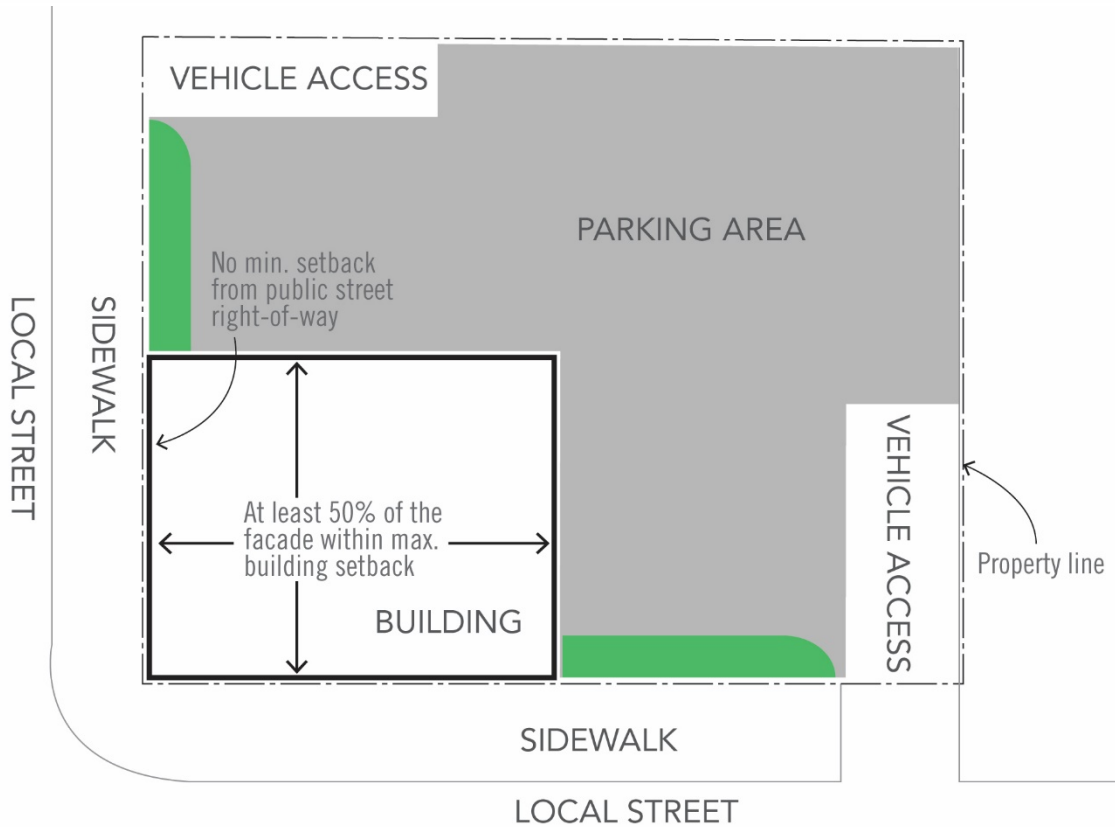 VEHICLE ACCESS
PARKING AREA
No min. setback
from public street
right-of-way
LOCAL STREET
SIDEWALK
At least 50% of the
facade within max.
building setback
BUILDING
VEHICLE ACCESS
Property line
SIDEWALK
LOCAL STREET